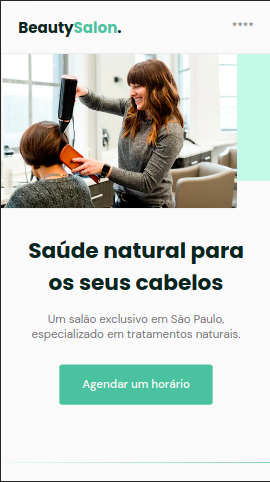 BeautySalon.
****
Saúde natural para
os seus cabelos
Um salão exclusivo em São Paulo,
especializado em tratamentos naturais.
Agendar um horário